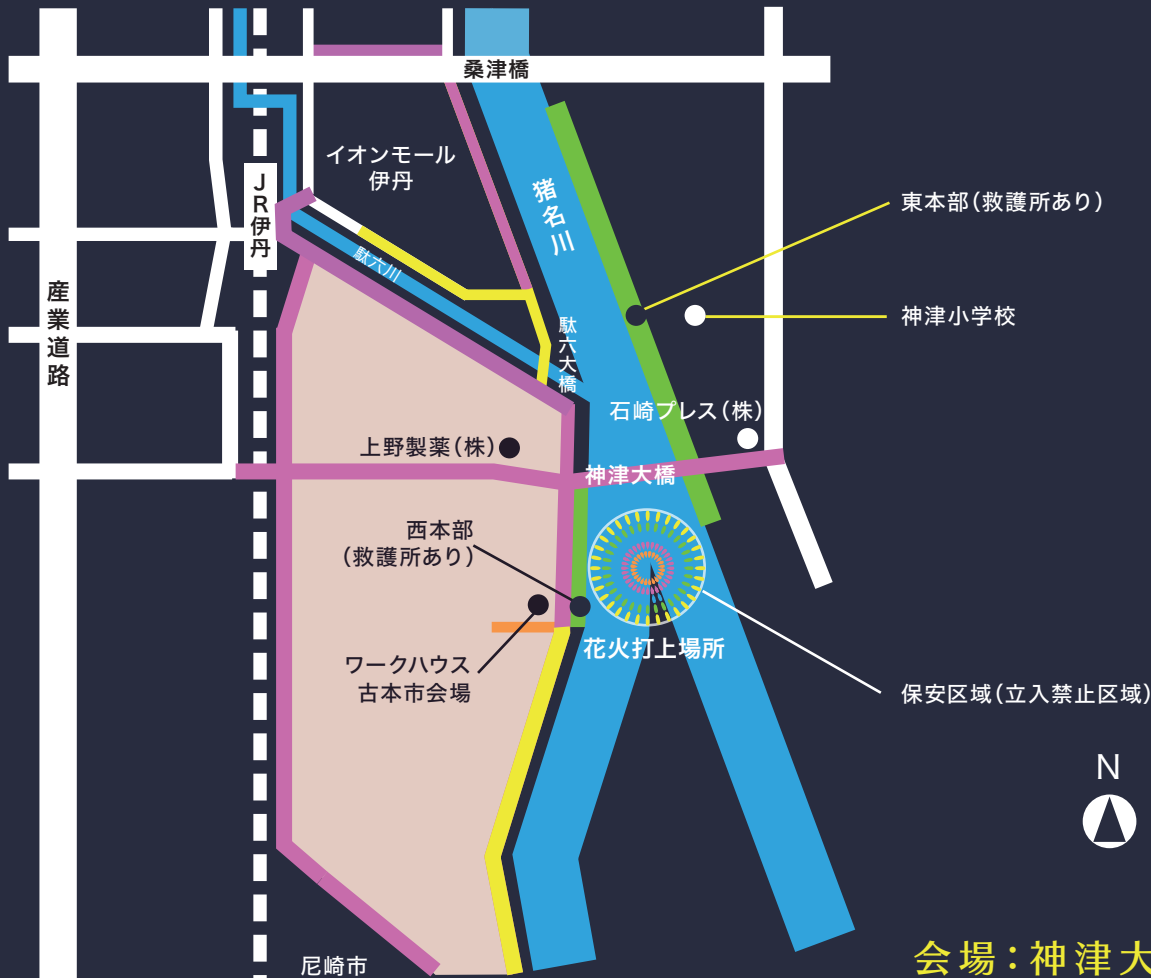 桑津橋
イオンモール
伊丹
猪名川
JR伊丹
東本部(救護所あり)
駄六川
産業道路
神津小学校
駄六大橋
石崎プレス(株)
上野製薬(株)
神津大橋
西本部
(救護所あり)
花火打上場所
ワークハウス
古本市会場
保安区域(立入禁止区域)
N
会場:神津大
尼崎市